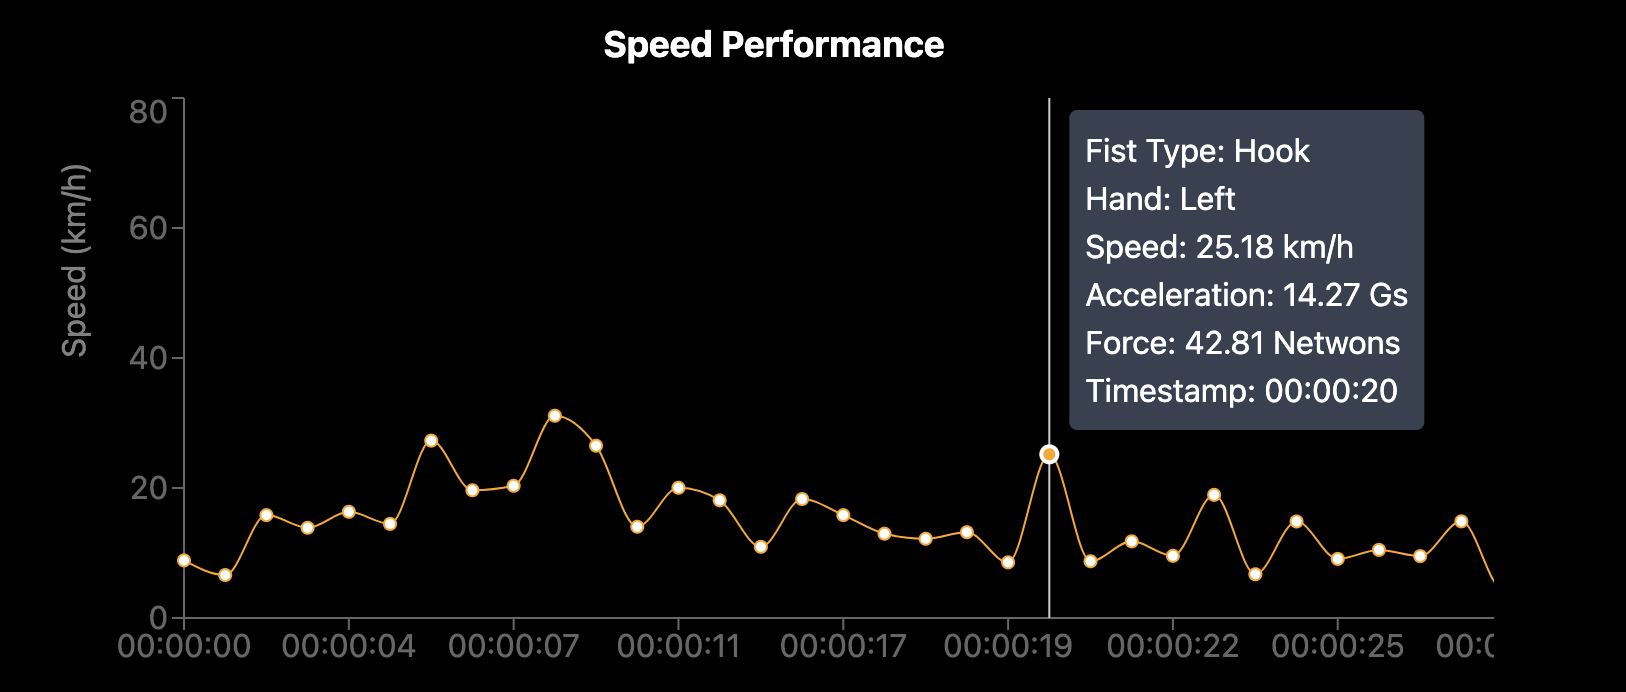 Speed Performance
Speed (km/h)
80
60
40
20
0
Fist Type: Hook
Hand: Left
Speed: 25.18 km/h
Acceleration: 14.27 Gs
Force: 42.81 Netwons
Timestamp: 00:00:20
00:00:00 00:00:04 00:00:07 00:00:11 00:00:17 00:00:19 00:00:22 00:00:25